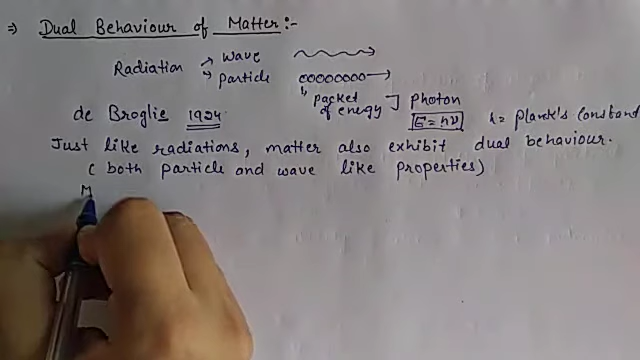 ⇒ Dual Behaviour of Matter:-
Radiation → Wave
→ Particle
↳ packet of energy ] Photon
E = hν h = Plank's Constant
de Broglie 1924
Just like radiations, matter also exhibit dual behaviour.
( both particle and wave like properties)
M